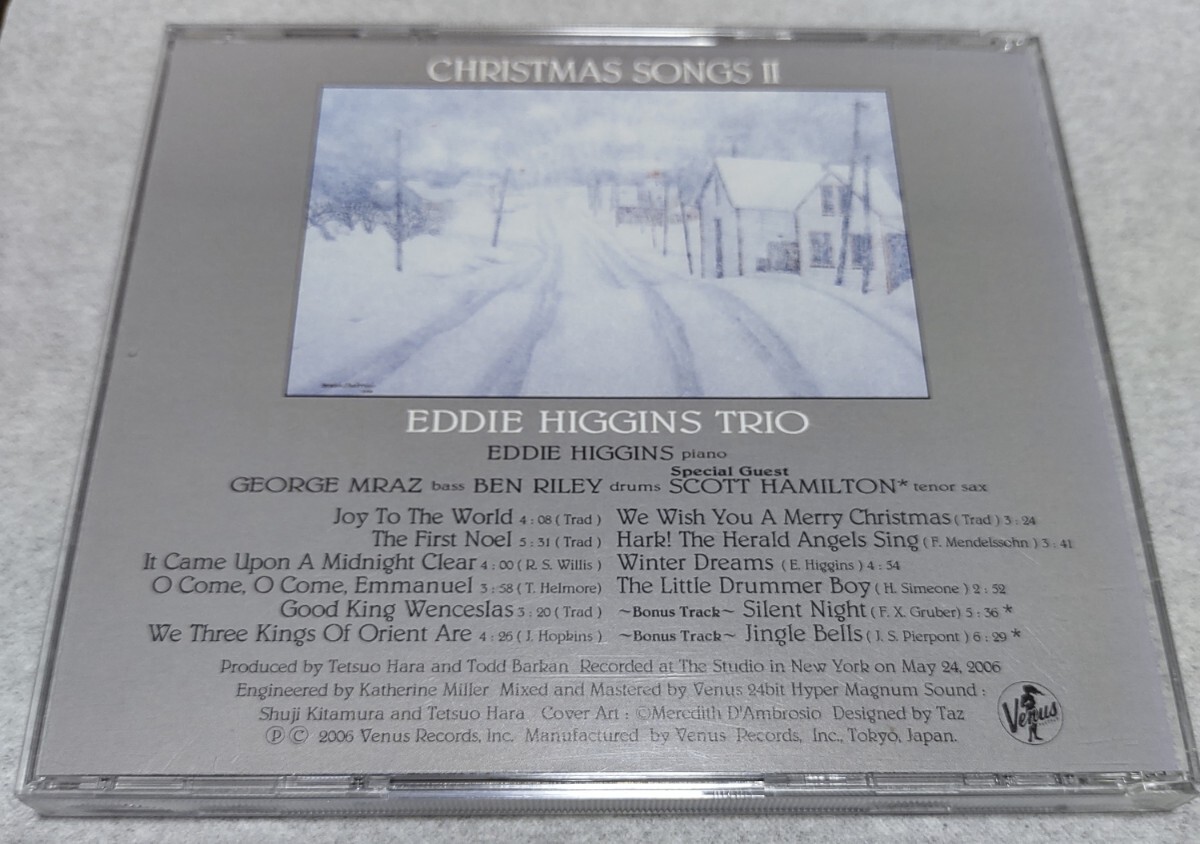 CHRISTMAS SONGS II
EDDIE HIGGINS TRIO
EDDIE HIGGINS piano
Special Guest
GEORGE MRAZ bass BEN RILEY drums SCOTT HAMILTON* tenor sax
Joy To The World 4:08 (Trad)
The First Noel 5:31 (Trad)
It Came Upon A Midnight Clear 4:00 (R. S. Willis)
O Come, O Come, Emmanuel 3:58 (T. Helmore)
Good King Wenceslas 3:20 (Trad)
We Three Kings Of Orient Are 4:26 (J. Hopkins)
We Wish You A Merry Christmas (Trad) 3:24
Hark! The Herald Angels Sing (F. Mendelssohn) 3:41
Winter Dreams (E. Higgins) 4:54
The Little Drummer Boy (H. Simeone) 2:52
~Bonus Track~ Silent Night (F. X. Gruber) 5:36 *
~Bonus Track~ Jingle Bells (J. S. Pierpont) 6:29 *
Produced by Tetsuo Hara and Todd Barkan Recorded at The Studio in New York on May 24, 2006
Engineered by Katherine Miller Mixed and Mastered by Venus 24bit Hyper Magnum Sound :
Shuji Kitamura and Tetsuo Hara Cover Art : ©Meredith D'Ambrosio Designed by Taz
Ⓟ © 2006 Venus Records, Inc. Manufactured by Venus Records, Inc., Tokyo, Japan.
Venus